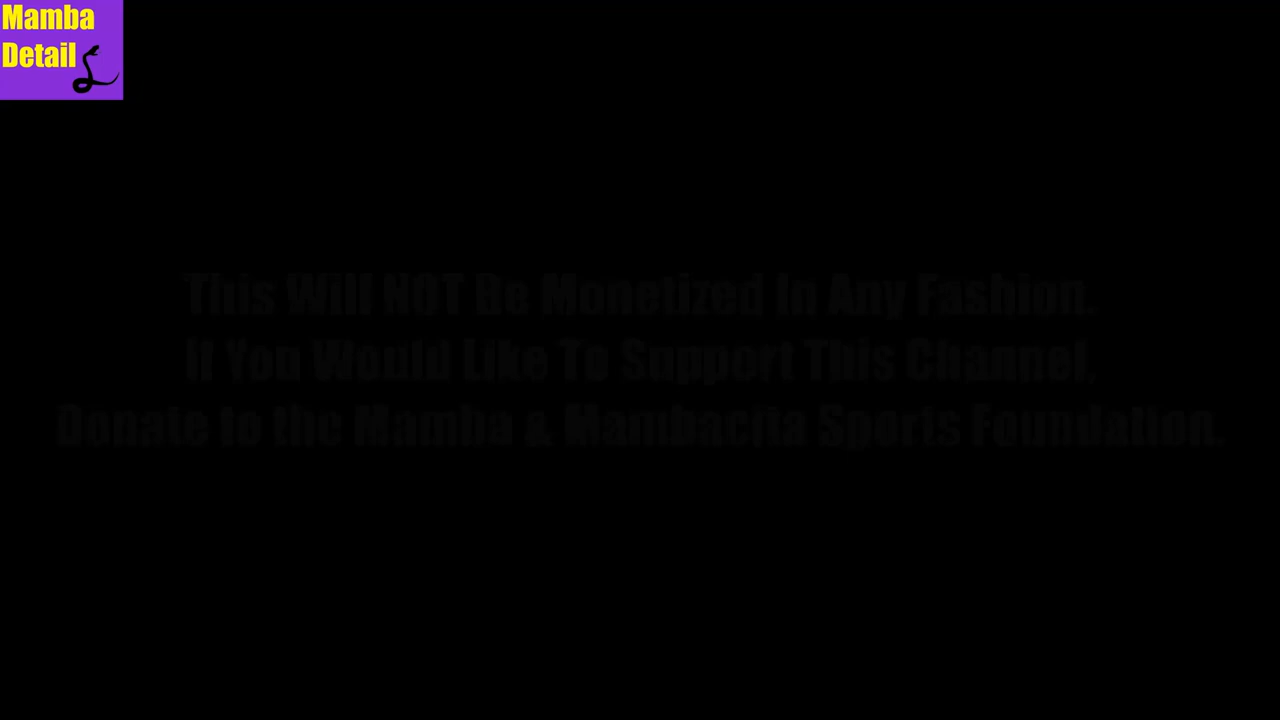 Mamba
Detail
This Will NOT Be Monetized In Any Fashion.
If You Would Like To Support This Channel,
Donate to the Mamba & Mambacita Sports Foundation.